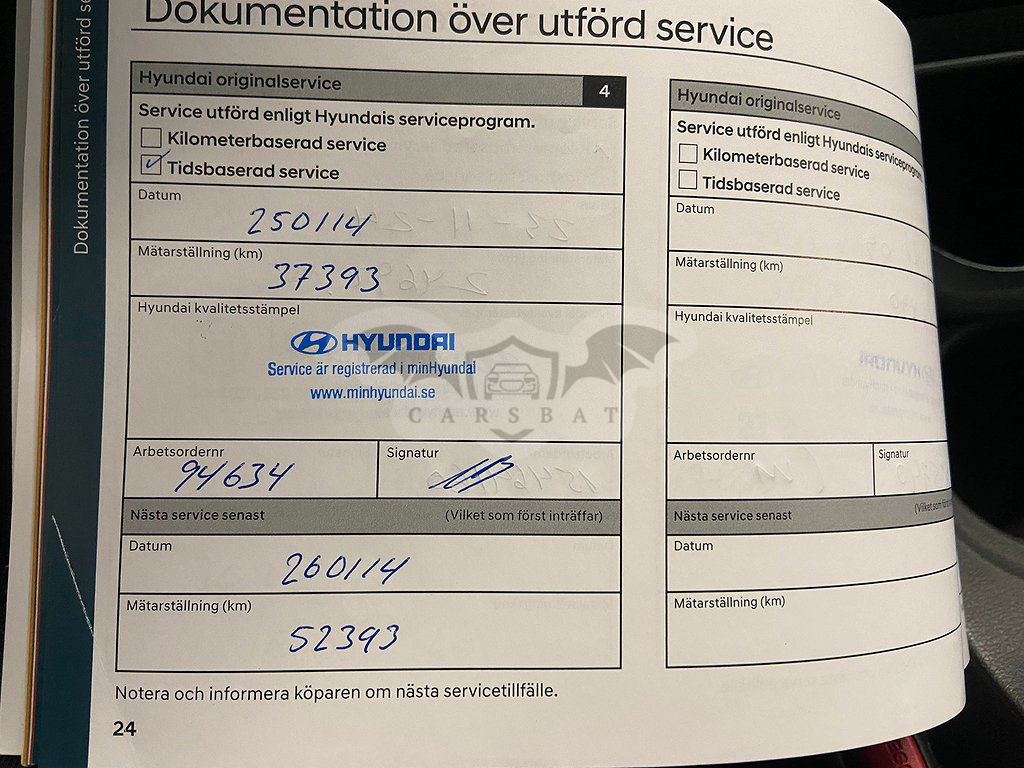 Dokumentation över utförd service
Dokumentation över utförd se
Hyundai originalservice
4
Service utförd enligt Hyundais serviceprogram.
Kilometerbaserad service
Tidsbaserad service
Datum
250114
Mätarställning (km)
37393
Hyundai kvalitetsstämpel
HYUNDAI
Service är registrerad i minHyundai
www.minhyundai.se
CARSBAT
Arbetsordernr
94634
Signatur
Nästa service senast
(Vilket som först inträffar)
Datum
260114
Mätarställning (km)
52393
Notera och informera köparen om nästa servicetillfälle.
24
Hyundai originalservice
Service utförd enligt Hyundais serviceprogram
Kilometerbaserad service
Tidsbaserad service
Datum
Mätarställning (km)
Hyundai kvalitetsstämpel
Arbetsordernr
Signatur
Nästa service senast
(Vilket som först
Datum
Mätarställning (km)